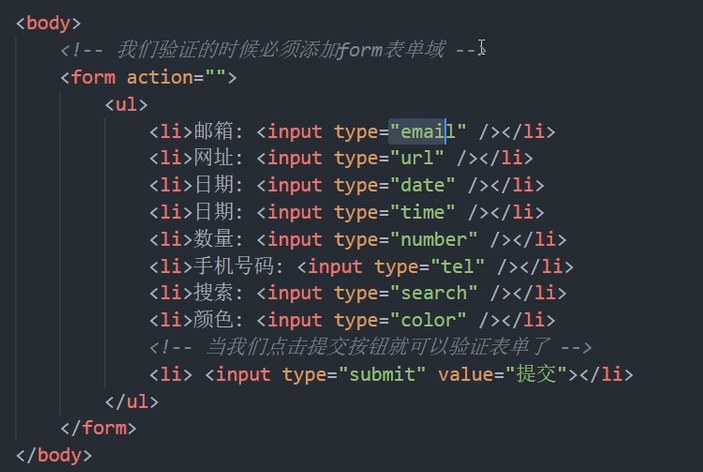 <body>
<!-- 我们验证的时候必须添加form表单域 -->
<form action="">
<ul>
<li>邮箱: <input type="email" /></li>
<li>网址: <input type="url" /></li>
<li>日期: <input type="date" /></li>
<li>日期: <input type="time" /></li>
<li>数量: <input type="number" /></li>
<li>手机号码: <input type="tel" /></li>
<li>搜索: <input type="search" /></li>
<li>颜色: <input type="color" /></li>
<!-- 当我们点击提交按钮就可以验证表单了 -->
<li> <input type="submit" value="提交"></li>
</ul>
</form>
</body>